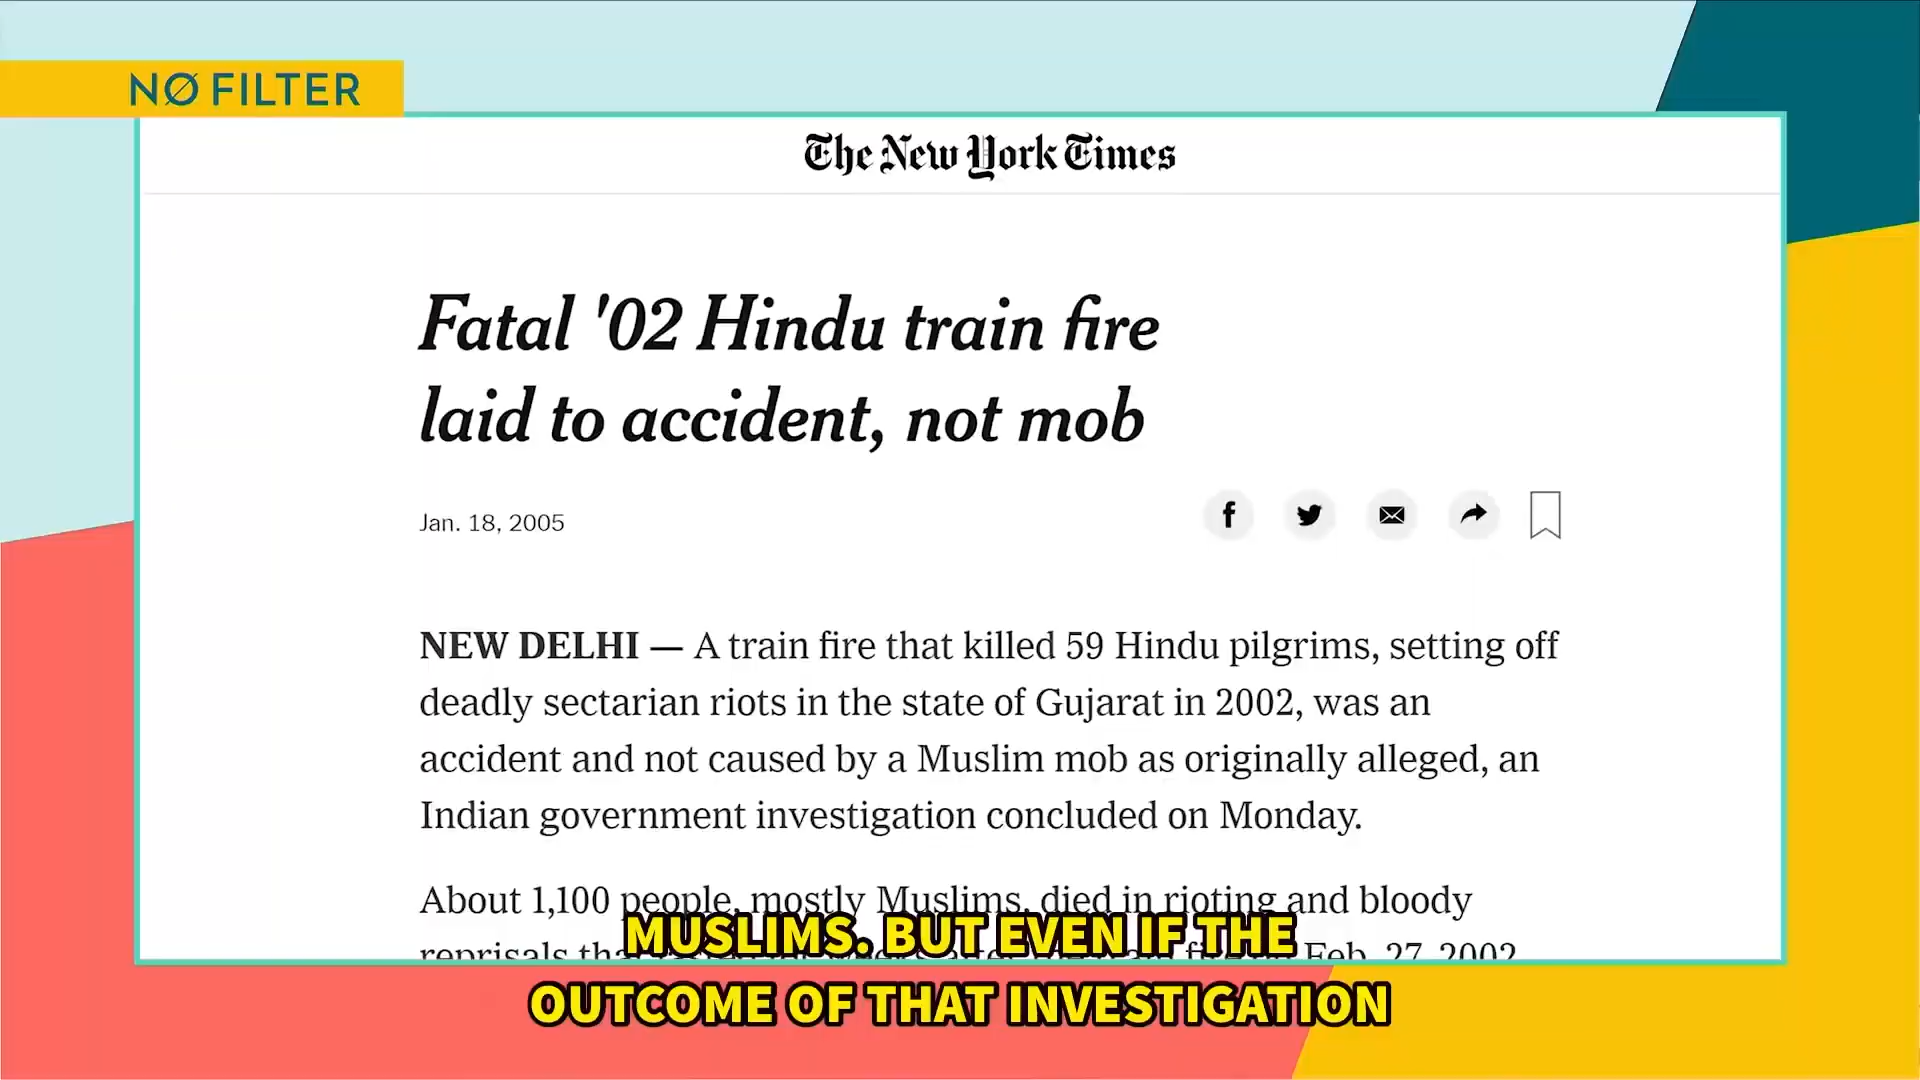 NØ FILTER
The New York Times
Fatal '02 Hindu train fire
laid to accident, not mob
Jan. 18, 2005
NEW DELHI — A train fire that killed 59 Hindu pilgrims, setting off
deadly sectarian riots in the state of Gujarat in 2002, was an
accident and not caused by a Muslim mob as originally alleged, an
Indian government investigation concluded on Monday.
About 1,100 people, mostly Muslims, died in rioting and bloody
reprisals Feb. 27, 2002
MUSLIMS. BUT EVEN IF THE
OUTCOME OF THAT INVESTIGATION